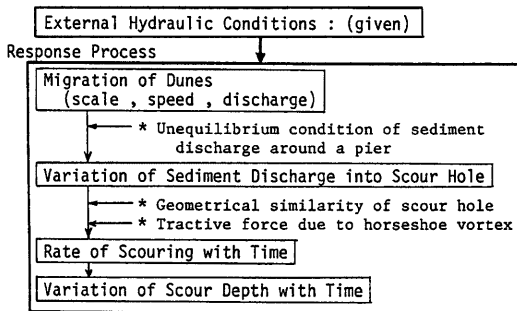 External Hydraulic Conditions : (given)
Response Process
Migration of Dunes
(scale , speed , discharge)
* Unequilibrium condition of sediment
discharge around a pier
Variation of Sediment Discharge into Scour Hole
* Geometrical similarity of scour hole
* Tractive force due to horseshoe vortex
Rate of Scouring with Time
Variation of Scour Depth with Time